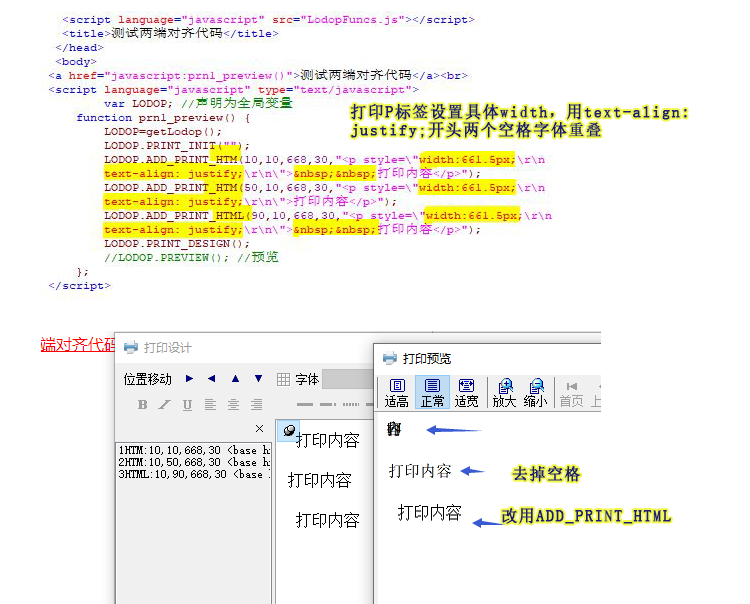 <script language="javascript" src="LodopFuncs.js"></script>
<title>测试两端对齐代码</title>
</head>
<body>
<a href="javascript:prn1_preview()">测试两端对齐代码</a><br>
<script language="javascript" type="text/javascript">
var LODOP; //声明为全局变量
function prn1_preview() {
LODOP=getLodop();
LODOP.PRINT_INIT("");
LODOP.ADD_PRINT_HTM(10,10,668,30,"<p style=\"width:661.5px;\r\n
text-align: justify;\r\n\">&nbsp;&nbsp;打印内容</p>");
LODOP.ADD_PRINT_HTM(50,10,668,30,"<p style=\"width:661.5px;\r\n
text-align: justify;\r\n\">打印内容</p>");
LODOP.ADD_PRINT_HTML(90,10,668,30,"<p style=\"width:661.5px;\r\n
text-align: justify;\r\n\">&nbsp;&nbsp;打印内容</p>");
LODOP.PRINT_DESIGN();
//LODOP.PREVIEW(); //预览
};
</script>
打印P标签设置具体width，用text-align:
justify;开头两个空格字体重叠
端对齐代码
打印设计
位置移动 字体
B I U
1HTM:10,10,668,30 <base h
2HTM:10,50,668,30 <base h
3HTML:10,90,668,30 <base
打印内容
打印内容
打印内容
打印预览
适高 正常 适宽 放大 缩小 首页 上
打印内容
去掉空格
打印内容
改用ADD_PRINT_HTML